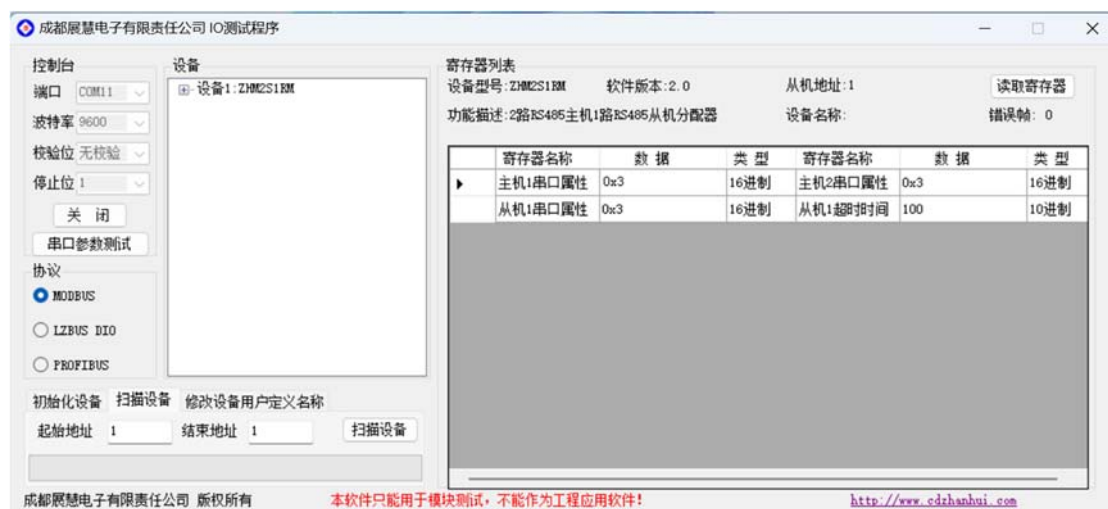 成都展慧电子有限责任公司 IO测试程序
控制台
端口 COM11
波特率 9600
校验位 无校验
停止位 1
关 闭
串口参数测试
协议
MODBUS
LZBUS DIO
PROFIBUS
设备
设备1:ZHM2S1RM
初始化设备 扫描设备 修改设备用户定义名称
起始地址 1 结束地址 1 扫描设备
寄存器列表
设备型号:ZHM2S1RM 软件版本:2.0 从机地址:1 读取寄存器
功能描述:2路RS485主机1路RS485从机分配器 设备名称: 错误帧: 0
寄存器名称 数 据 类 型 寄存器名称 数 据 类 型
主机1串口属性 0x3 16进制 主机2串口属性 0x3 16进制
从机1串口属性 0x3 16进制 从机1超时时间 100 10进制
成都展慧电子有限责任公司 版权所有 本软件只能用于模块测试，不能作为工程应用软件! http://www.cdzhanhui.com